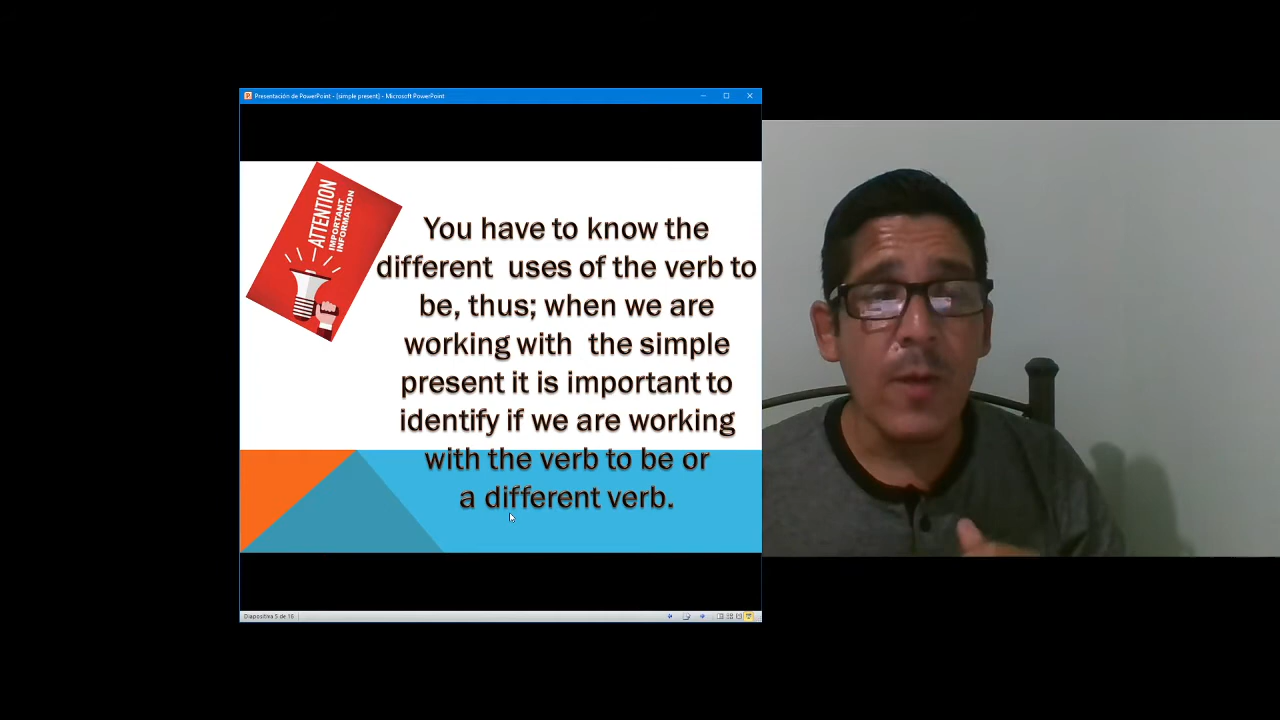 Presentación de PowerPoint - [simple present] - Microsoft PowerPoint
ATTENTION
IMPORTANT
INFORMATION
You have to know the
different uses of the verb to
be, thus; when we are
working with the simple
present it is important to
identify if we are working
with the verb to be or
a different verb.
Diapositiva 5 de 16